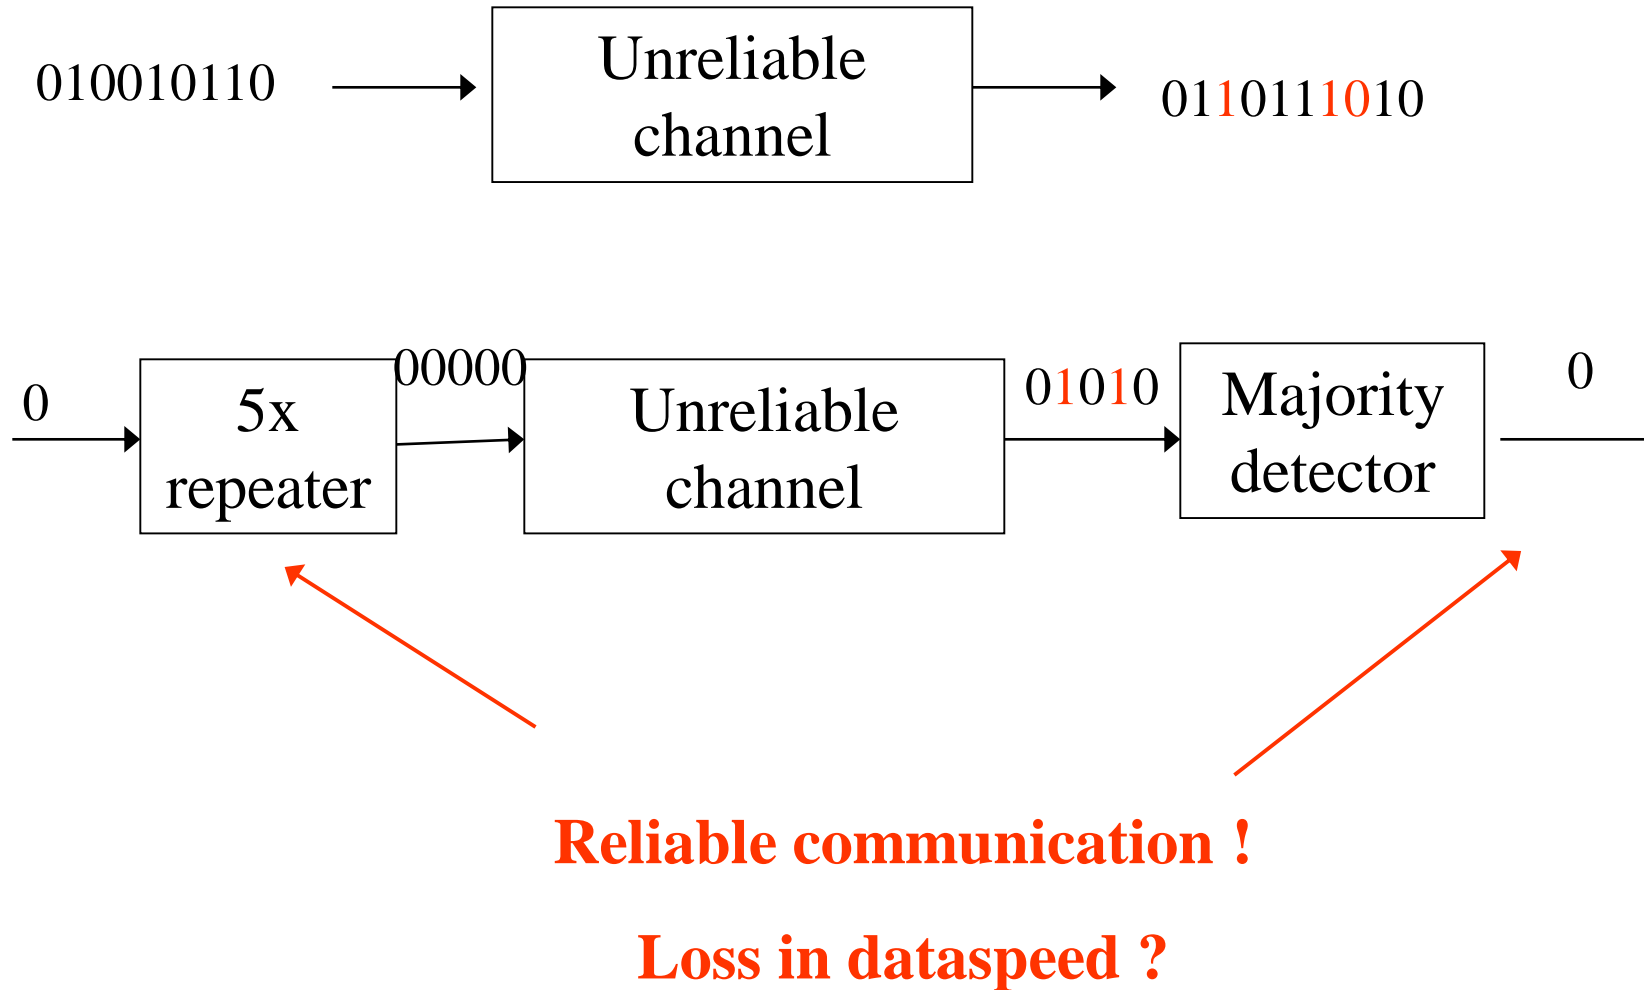 010010110
Unreliable
channel
0110111010
0
5x
repeater
00000
Unreliable
channel
01010
Majority
detector
0
Reliable communication !
Loss in dataspeed ?